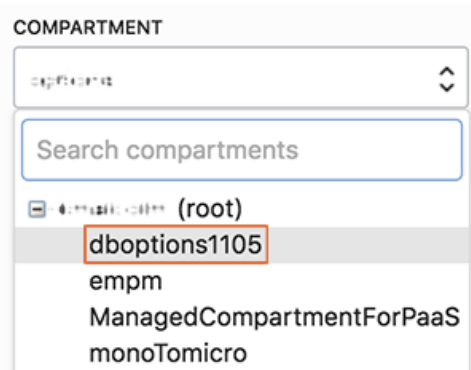 COMPARTMENT
Search compartments
(root)
dboptions1105
empm
ManagedCompartmentForPaaS
monoTomicro